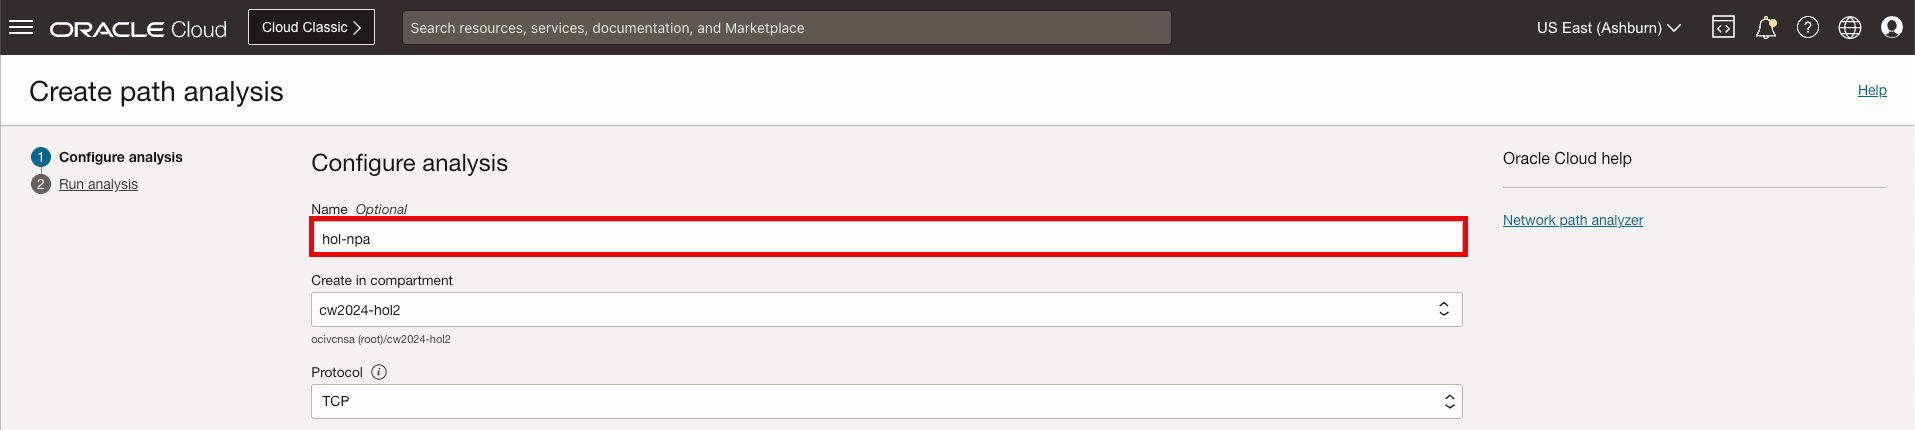 ORACLE Cloud
Cloud Classic
Search resources, services, documentation, and Marketplace
US East (Ashburn)
Create path analysis
Help
1 Configure analysis
2 Run analysis
Configure analysis
Name Optional
hol-npa
Create in compartment
cw2024-hol2
ocivcnsa (root)/cw2024-hol2
Protocol
TCP
Oracle Cloud help
Network path analyzer